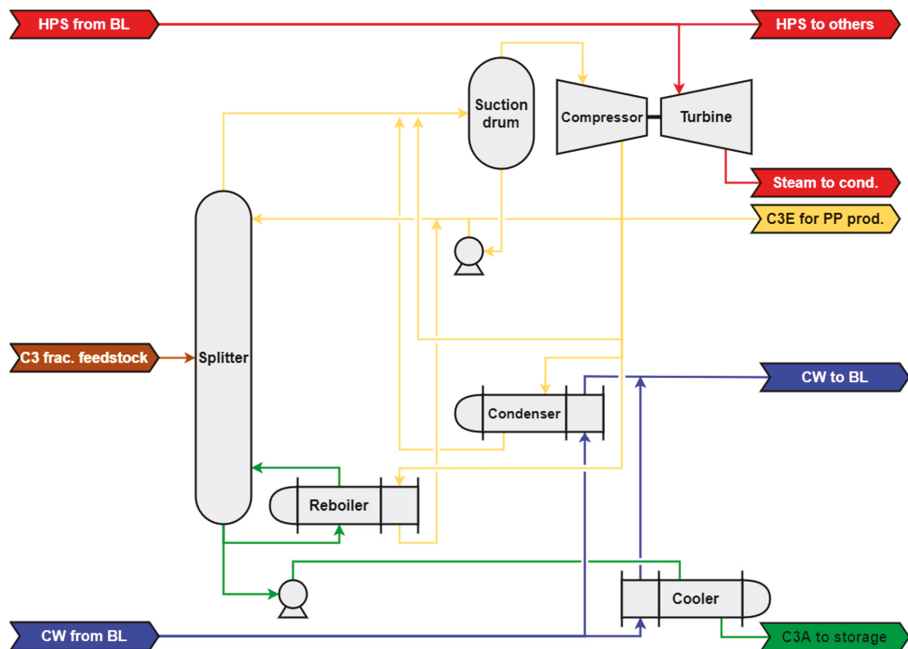 HPS from BL
HPS to others
Suction
drum
Compressor
Turbine
Steam to cond.
C3E for PP prod.
C3 frac. feedstock
Splitter
CW to BL
Condenser
Reboiler
Cooler
CW from BL
C3A to storage